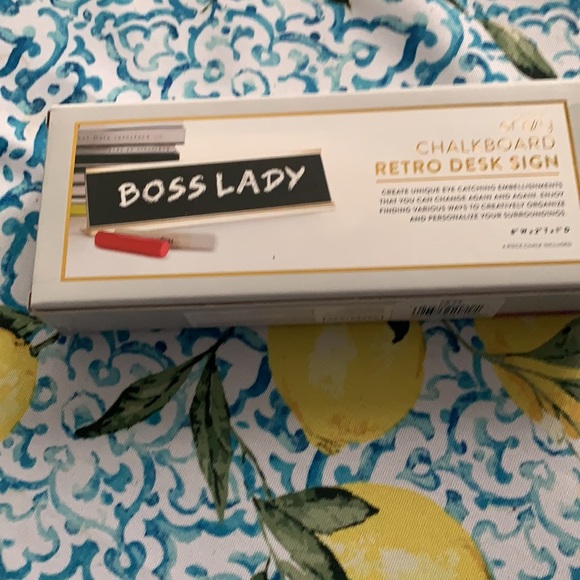 BOSS LADY
CHALKBOARD
RETRO DESK SIGN
CREATE UNIQUE EYE CATCHING EMBELLISHMENTS
THAT YOU CAN CHANGE AGAIN AND AGAIN. ENJOY
FINDING VARIOUS WAYS TO CREATIVELY ORGANIZE
AND PERSONALIZE YOUR SURROUNDINGS.